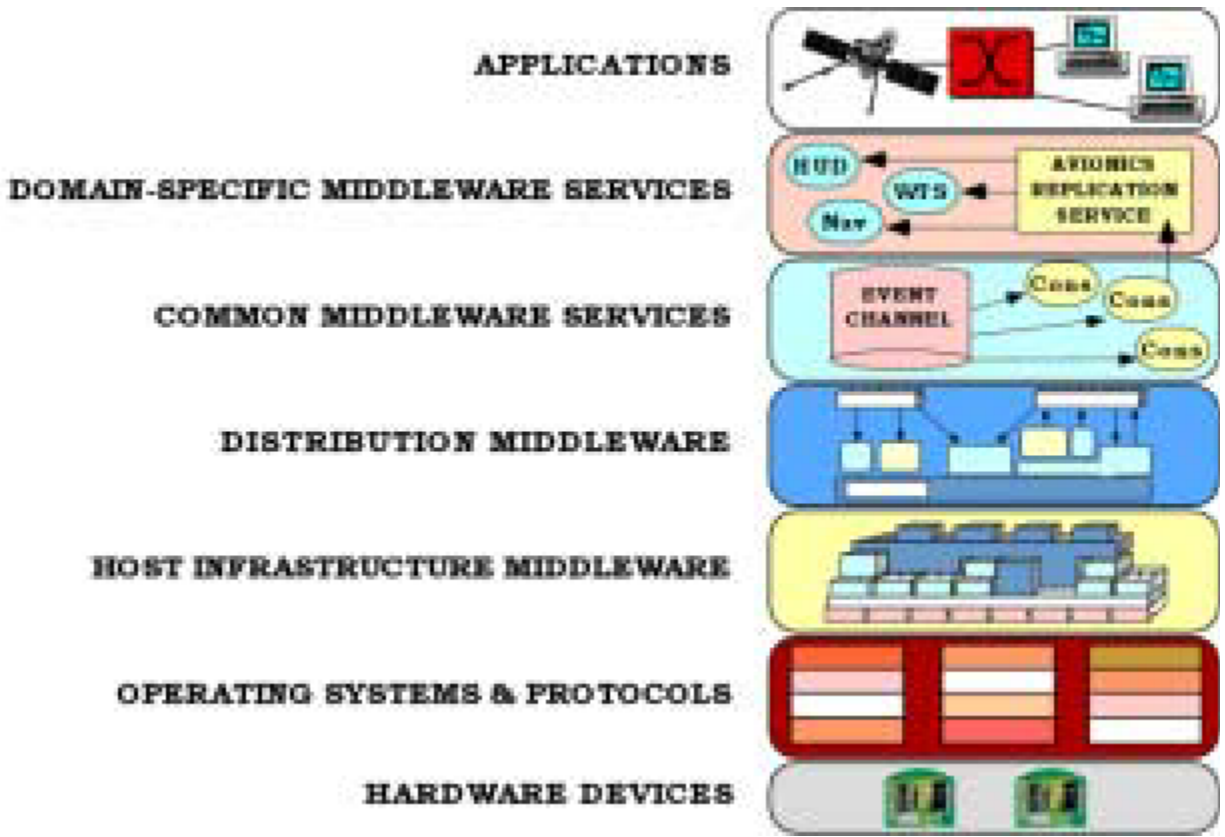 APPLICATIONS
DOMAIN-SPECIFIC MIDDLEWARE SERVICES
HUD
WTS
Nav
AVIONICS
REPLICATION
SERVICE
COMMON MIDDLEWARE SERVICES
EVENT
CHANNEL
Cons
Cons
Cons
DISTRIBUTION MIDDLEWARE
HOST INFRASTRUCTURE MIDDLEWARE
OPERATING SYSTEMS & PROTOCOLS
HARDWARE DEVICES